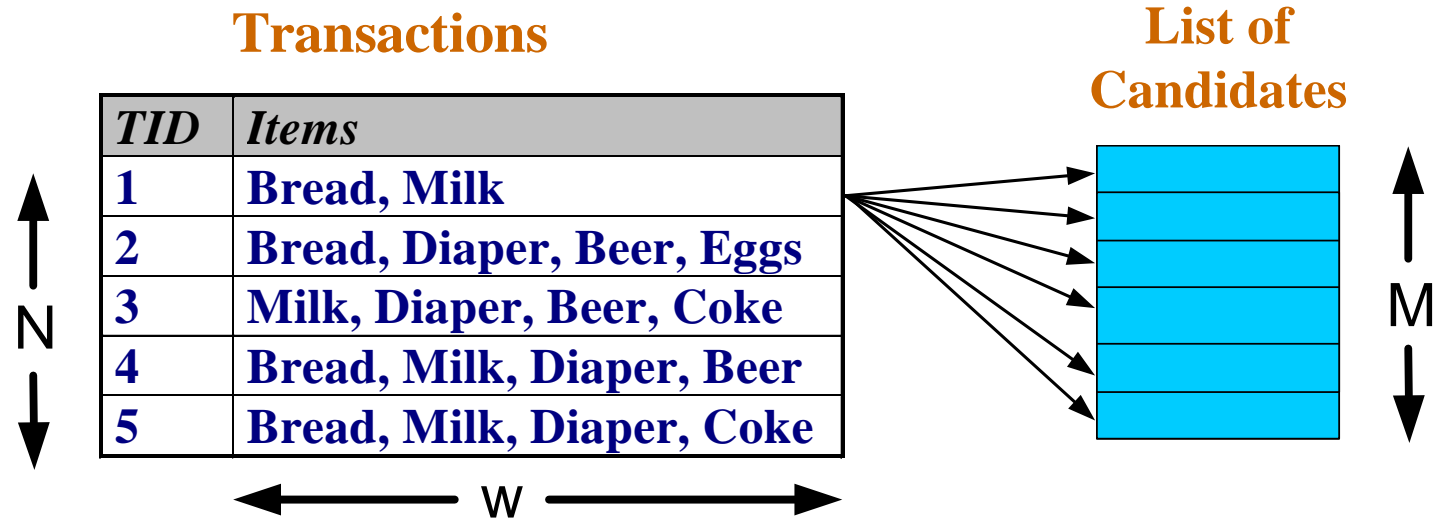 Transactions
List of
Candidates
TID Items
1 Bread, Milk
2 Bread, Diaper, Beer, Eggs
3 Milk, Diaper, Beer, Coke
4 Bread, Milk, Diaper, Beer
5 Bread, Milk, Diaper, Coke
N
M
w